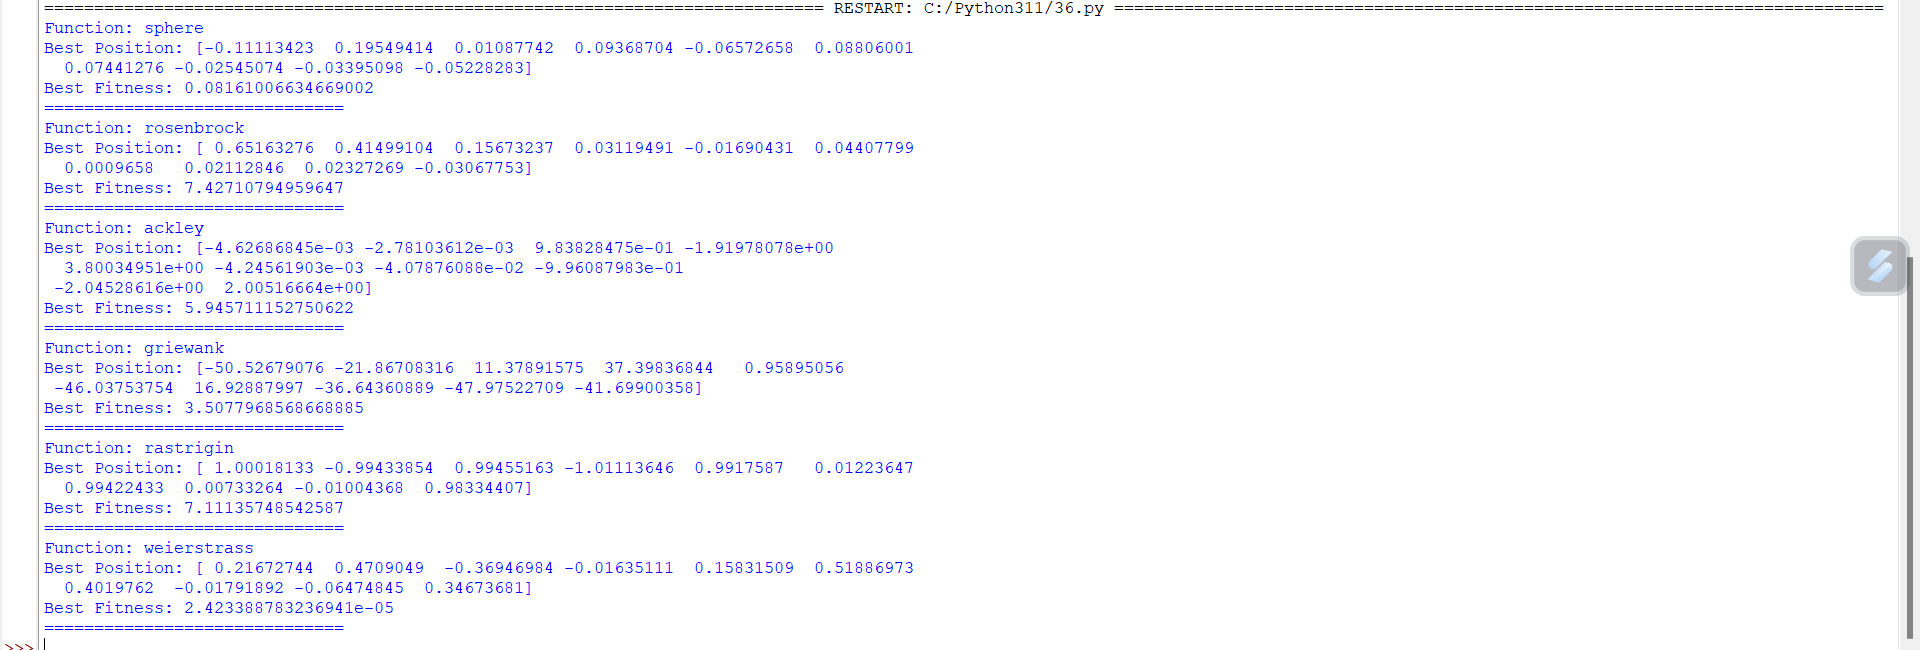 ============================================================================== RESTART: C:/Python311/36.py =============================================================================
Function: sphere
Best Position: [-0.11113423  0.19549414  0.01087742  0.09368704 -0.06572658  0.08806001
  0.07441276 -0.02545074 -0.03395098 -0.05228283]
Best Fitness: 0.08161006634669002
==============================
Function: rosenbrock
Best Position: [ 0.65163276  0.41499104  0.15673237  0.03119491 -0.01690431  0.04407799
  0.0009658   0.02112846  0.02327269 -0.03067753]
Best Fitness: 7.42710794959647
==============================
Function: ackley
Best Position: [-4.62686845e-03 -2.78103612e-03  9.83828475e-01 -1.91978078e+00
  3.80034951e+00 -4.24561903e-03 -4.07876088e-02 -9.96087983e-01
 -2.04528616e+00  2.00516664e+00]
Best Fitness: 5.945711152750622
==============================
Function: griewank
Best Position: [-50.52679076 -21.86708316  11.37891575  37.39836844   0.95895056
 -46.03753754  16.92887997 -36.64360889 -47.97522709 -41.69900358]
Best Fitness: 3.5077968568668885
==============================
Function: rastrigin
Best Position: [ 1.00018133 -0.99433854  0.99455163 -1.01113646  0.9917587   0.01223647
  0.99422433  0.00733264 -0.01004368  0.98334407]
Best Fitness: 7.11135748542587
==============================
Function: weierstrass
Best Position: [ 0.21672744  0.4709049  -0.36946984 -0.01635111  0.15831509  0.51886973
  0.4019762  -0.01791892 -0.06474845  0.34673681]
Best Fitness: 2.423388783236941e-05
==============================
>>>